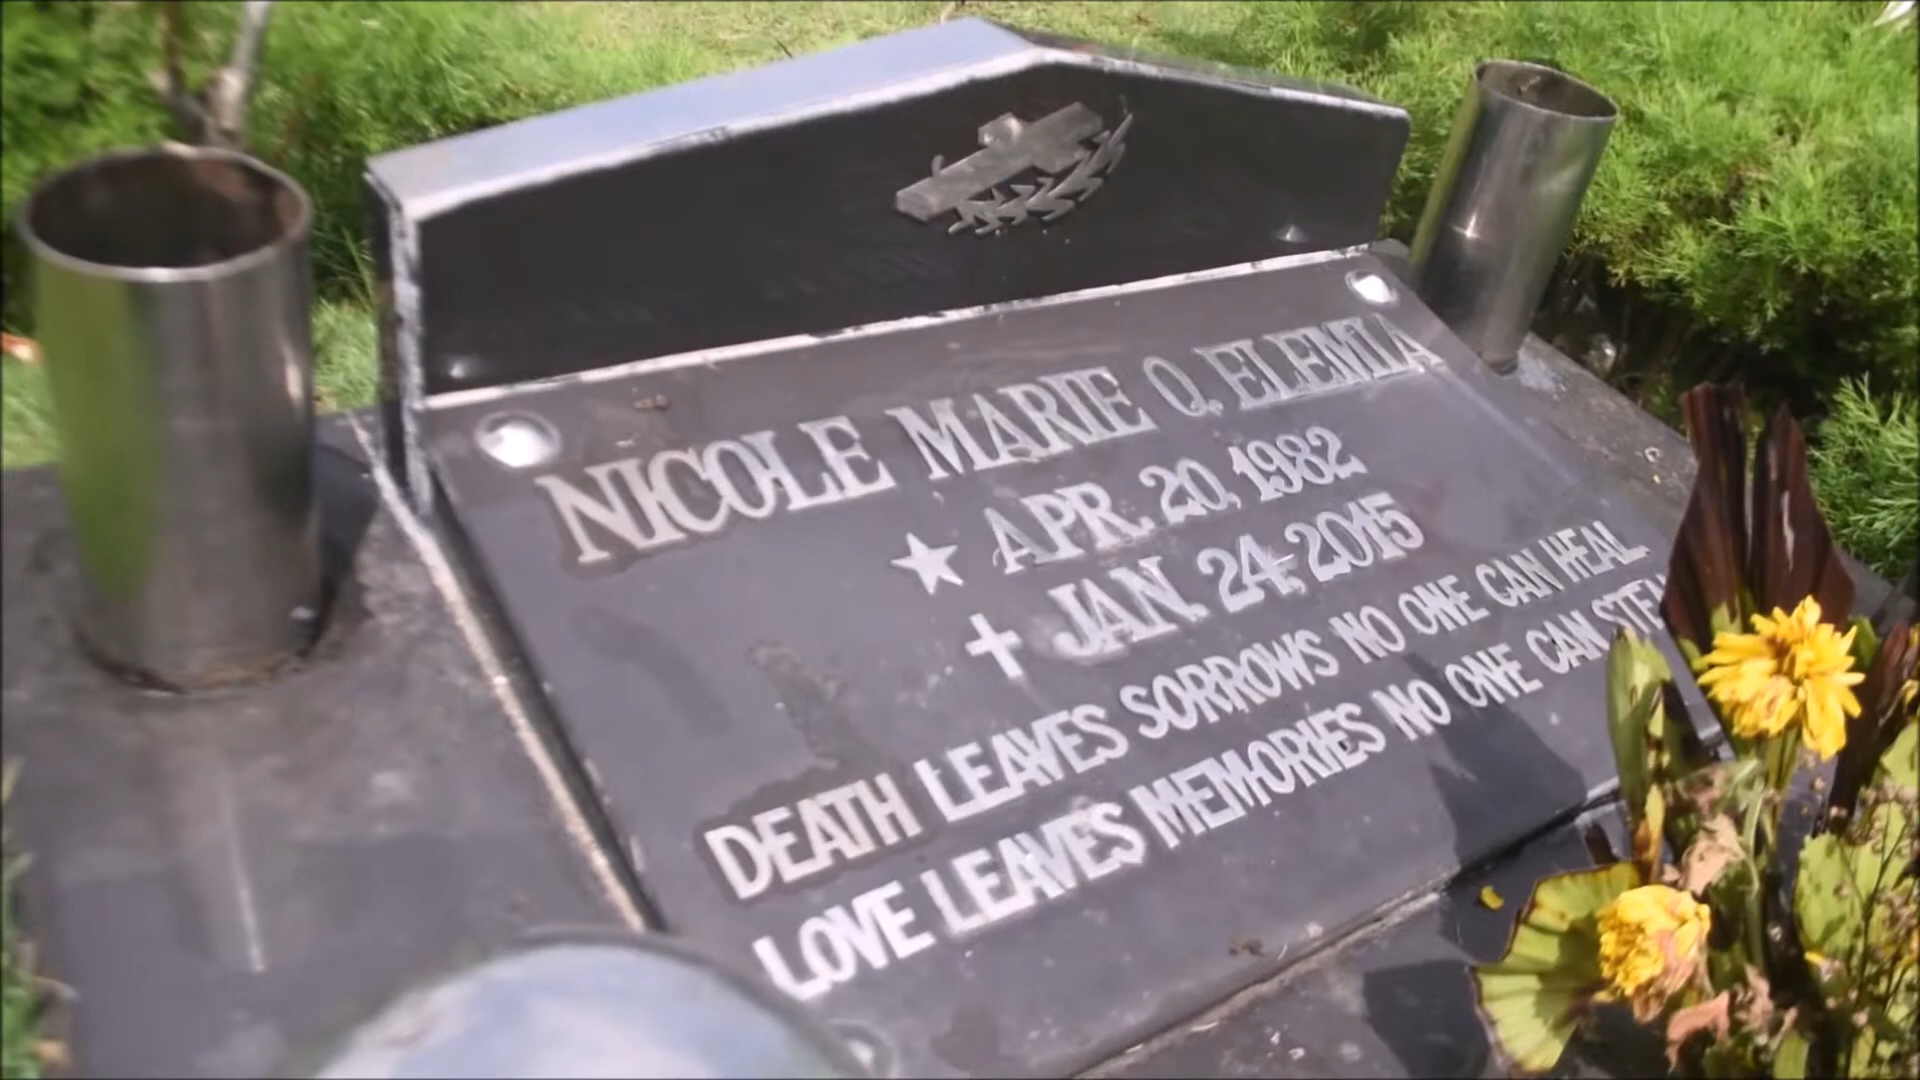 NICOLE MARIE O. ELEMIA
★ APR. 20, 1982
✝ JAN. 24, 2015
DEATH LEAVES SORROWS NO ONE CAN HEAL
LOVE LEAVES MEMORIES NO ONE CAN